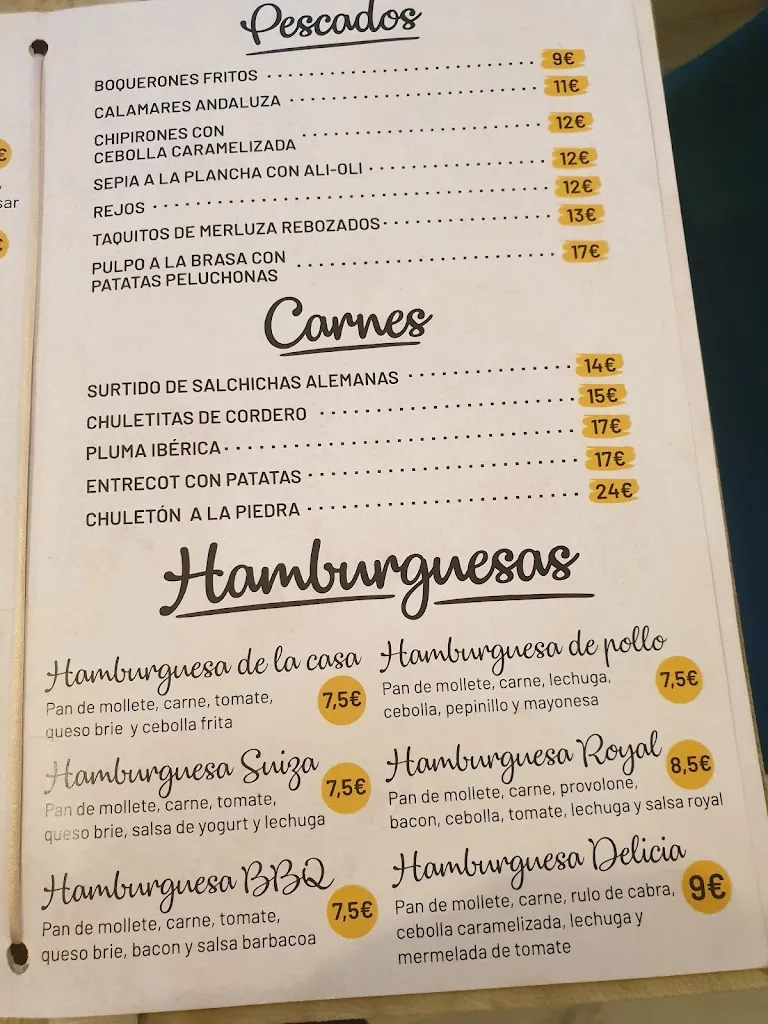 Pescados
BOQUERONES FRITOS 9€
CALAMARES ANDALUZA 11€
CHIPIRONES CON
CEBOLLA CARAMELIZADA 12€
SEPIA A LA PLANCHA CON ALI-OLI 12€
REJOS 12€
TAQUITOS DE MERLUZA REBOZADOS 13€
PULPO A LA BRASA CON
PATATAS PELUCHONAS 17€
Carnes
SURTIDO DE SALCHICHAS ALEMANAS 14€
CHULETITAS DE CORDERO 15€
PLUMA IBÉRICA 17€
ENTRECOT CON PATATAS 17€
CHULETÓN A LA PIEDRA 24€
Hamburguesas
Hamburguesa de la casa
Pan de mollete, carne, tomate,
queso brie y cebolla frita
7,5€
Hamburguesa de pollo
Pan de mollete, carne, lechuga,
cebolla, pepinillo y mayonesa
7,5€
Hamburguesa Suiza
Pan de mollete, carne, tomate,
queso brie, salsa de yogurt y lechuga
7,5€
Hamburguesa Royal
Pan de mollete, carne, provolone,
bacon, cebolla, tomate, lechuga y salsa royal
8,5€
Hamburguesa BBQ
Pan de mollete, carne, tomate,
queso brie, bacon y salsa barbacoa
7,5€
Hamburguesa Delicia
Pan de mollete, carne, rulo de cabra,
cebolla caramelizada, lechuga y
mermelada de tomate
9€